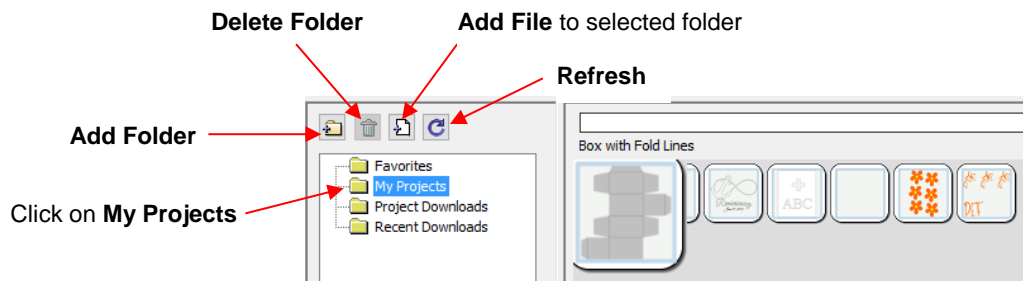 Delete Folder
Add File to selected folder
Refresh
Add Folder
Box with Fold Lines
Favorites
My Projects
Click on My Projects
Project Downloads
Recent Downloads
ABC